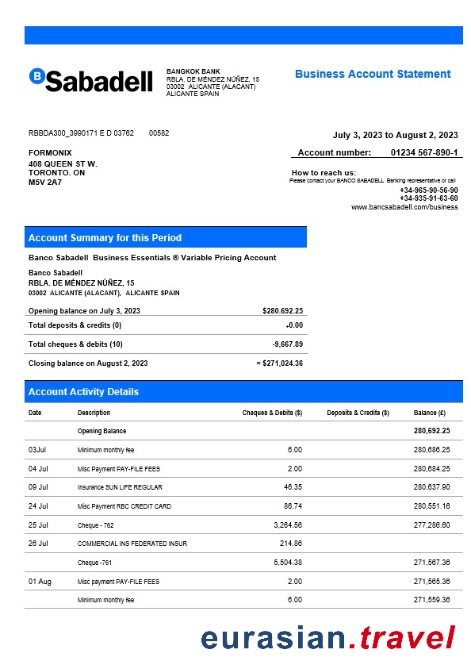 B Sabadell
BANGKOK BANK
RBLA. DE MÉNDEZ NÚÑEZ, 15
03002 ALICANTE (ALACANT)
ALICANTE SPAIN
Business Account Statement
RBBDA300_3990171 E D 03762 00582
July 3, 2023 to August 2, 2023
FORMONIX
408 QUEEN ST W.
TORONTO. ON
M5V 2A7
Account number: 01234 567-890-1
How to reach us:
Please contact your BANCO SABADELL Banking representative or call
+34-965-90-56-90
+34-935-91-63-60
www.bancsabadell.com/business
Account Summary for this Period
Banco Sabadell Business Essentials ® Variable Pricing Account
Banco Sabadell
RBLA. DE MÉNDEZ NÚÑEZ, 15
03002 ALICANTE (ALACANT), ALICANTE SPAIN
Opening balance on July 3, 2023 $280.692.25
Total deposits & credits (0) -0.00
Total cheques & debits (10) -9,667.89
Closing balance on August 2, 2023 = $271,024.36
Account Activity Details
Date Description Cheques & Debits ($) Deposits & Credits ($) Balance (£)
Opening Balance 280,692.25
03Jul Minimum monthly fee 6.00 280,686.25
04 Jul Misc Payment PAY-FILE FEES 2.00 280,684.25
09 Jul Insurance SUN LIFE REGULAR 46.35 280,637.90
24 Jul Misc Payment RBC CREDIT CARD 86.74 280,551.16
25 Jul Cheque - 762 3,264.56 277,286.60
26 Jul COMMERCIAL INS FEDERATED INSUR 214.86
Cheque -761 5,504.38 271,567.36
01 Aug Misc payment PAY-FILE FEES 2.00 271,565.36
Minimum monthly fee 6.00 271,559.36
eurasian.travel